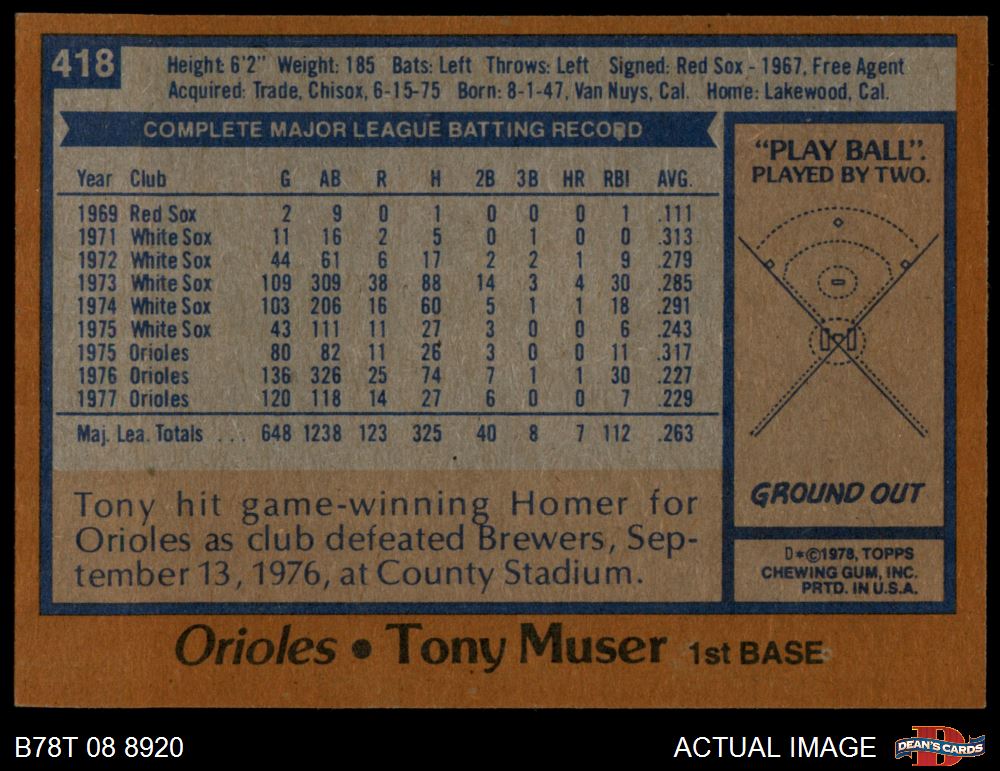 418
Height: 6'2" Weight: 185 Bats: Left Throws: Left Signed: Red Sox - 1967, Free Agent
Acquired: Trade, Chisox, 6-15-75 Born: 8-1-47, Van Nuys, Cal. Home: Lakewood, Cal.
COMPLETE MAJOR LEAGUE BATTING RECORD
Year Club G AB R H 2B 3B HR RBI AVG.
1969 Red Sox 2 9 0 1 0 0 0 1 .111
1971 White Sox 11 16 2 5 0 1 0 0 .313
1972 White Sox 44 61 6 17 2 2 1 9 .279
1973 White Sox 109 309 38 88 14 3 4 30 .285
1974 White Sox 103 206 16 60 5 1 1 18 .291
1975 White Sox 43 111 11 27 3 0 0 6 .243
1975 Orioles 80 82 11 26 3 0 0 11 .317
1976 Orioles 136 326 25 74 7 1 1 30 .227
1977 Orioles 120 118 14 27 6 0 0 7 .229
Maj. Lea. Totals ... 648 1238 123 325 40 8 7 112 .263
Tony hit game-winning Homer for
Orioles as club defeated Brewers, Sep-
tember 13, 1976, at County Stadium.
"PLAY BALL".
PLAYED BY TWO.
GROUND OUT
D*©1978, TOPPS
CHEWING GUM, INC.
PRTD. IN U.S.A.
Orioles • Tony Muser 1st BASE
B78T 08 8920
ACTUAL IMAGE
D
DEAN'S CARDS